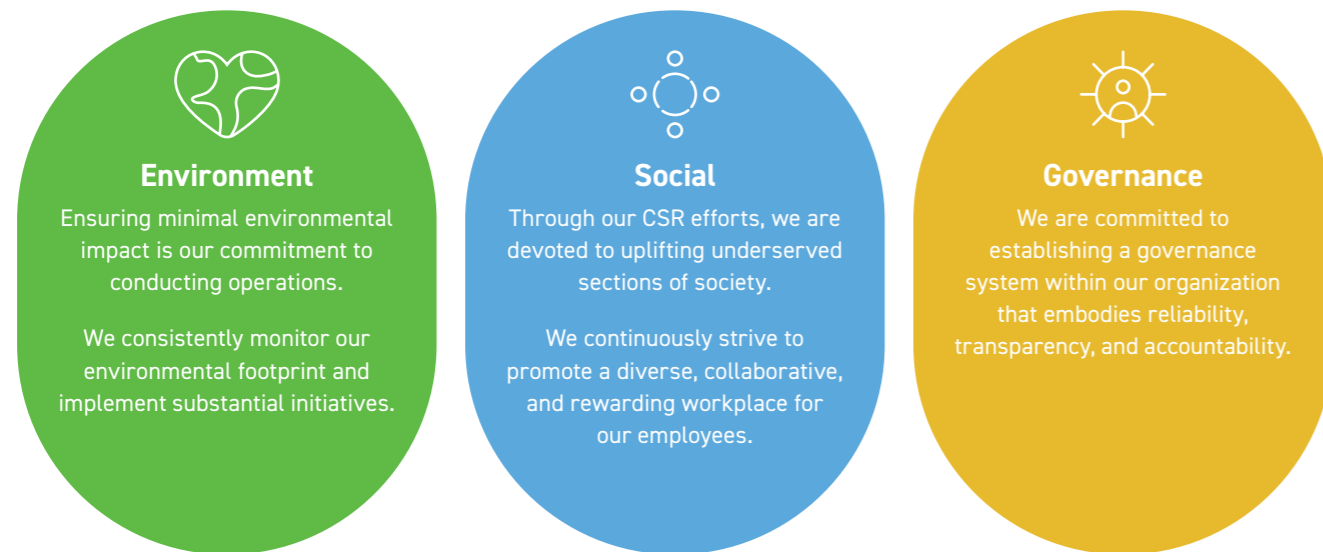 Environment
Ensuring minimal environmental
impact is our commitment to
conducting operations.
We consistently monitor our
environmental footprint and
implement substantial initiatives.
Social
Through our CSR efforts, we are
devoted to uplifting underserved
sections of society.
We continuously strive to
promote a diverse, collaborative,
and rewarding workplace for
our employees.
Governance
We are committed to
establishing a governance
system within our organization
that embodies reliability,
transparency, and accountability.